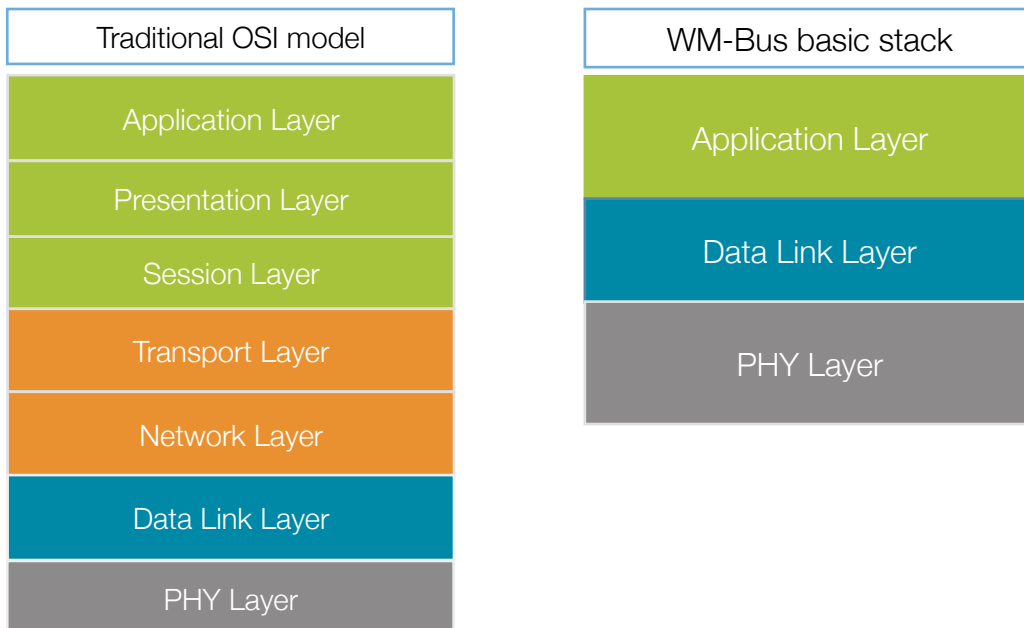 Traditional OSI model
Application Layer
Presentation Layer
Session Layer
Transport Layer
Network Layer
Data Link Layer
PHY Layer
WM-Bus basic stack
Application Layer
Data Link Layer
PHY Layer